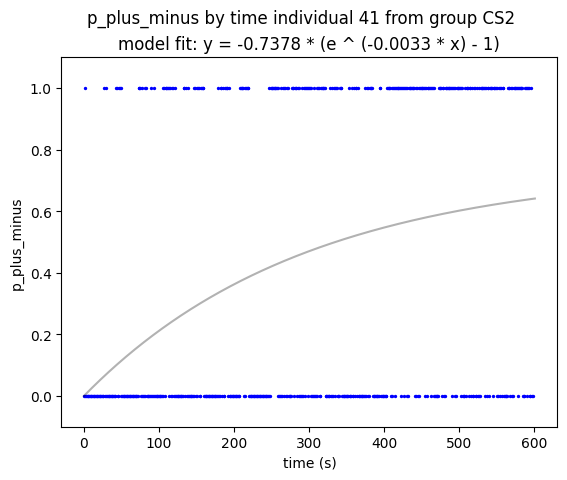 p_plus_minus by time individual 41 from group CS2
model fit: y = -0.7378 * (e ^ (-0.0033 * x) - 1)
1.0
0.8
0.6
0.4
0.2
0.0
p_plus_minus
0 100 200 300 400 500 600
time (s)